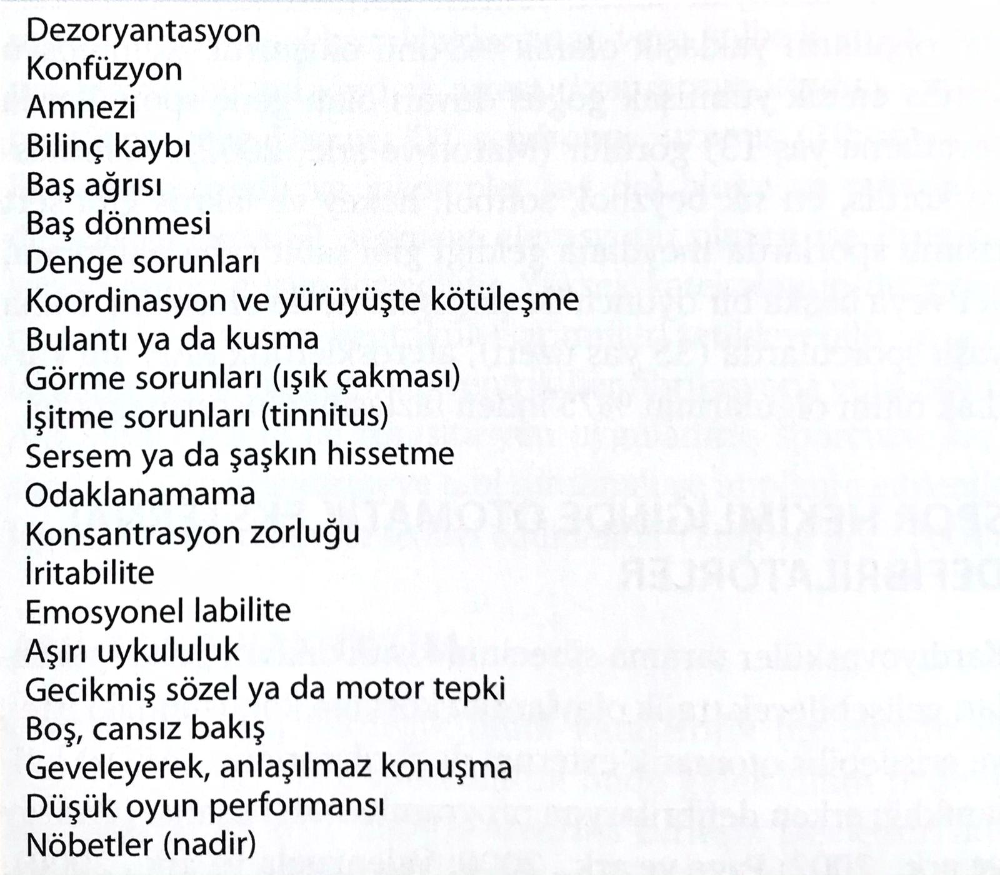 Dezoryantasyon
Konfüzyon
Amnezi
Bilinç kaybı
Baş ağrısı
Baş dönmesi
Denge sorunları
Koordinasyon ve yürüyüşte kötüleşme
Bulantı ya da kusma
Görme sorunları (ışık çakması)
İşitme sorunları (tinnitus)
Sersem ya da şaşkın hissetme
Odaklanamama
Konsantrasyon zorluğu
İritabilite
Emosyonel labilite
Aşırı uykululuk
Gecikmiş sözel ya da motor tepki
Boş, cansız bakış
Geveleyerek, anlaşılmaz konuşma
Düşük oyun performansı
Nöbetler (nadir)